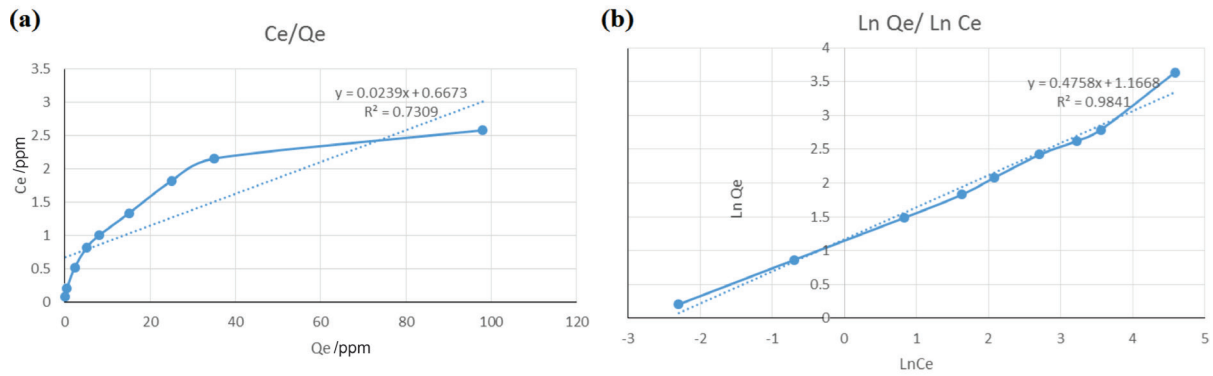 (a)
Ce/Qe
3.5
3
2.5
2
1.5
1
0.5
0
Ce /ppm
y = 0.0239x + 0.6673
R² = 0.7309
0 20 40 60 80 100 120
Qe /ppm
(b)
Ln Qe/ Ln Ce
4
3.5
3
2.5
2
1.5
1
0.5
0
Ln Qe
y = 0.4758x + 1.1668
R² = 0.9841
-3 -2 -1 0 1 2 3 4 5
LnCe